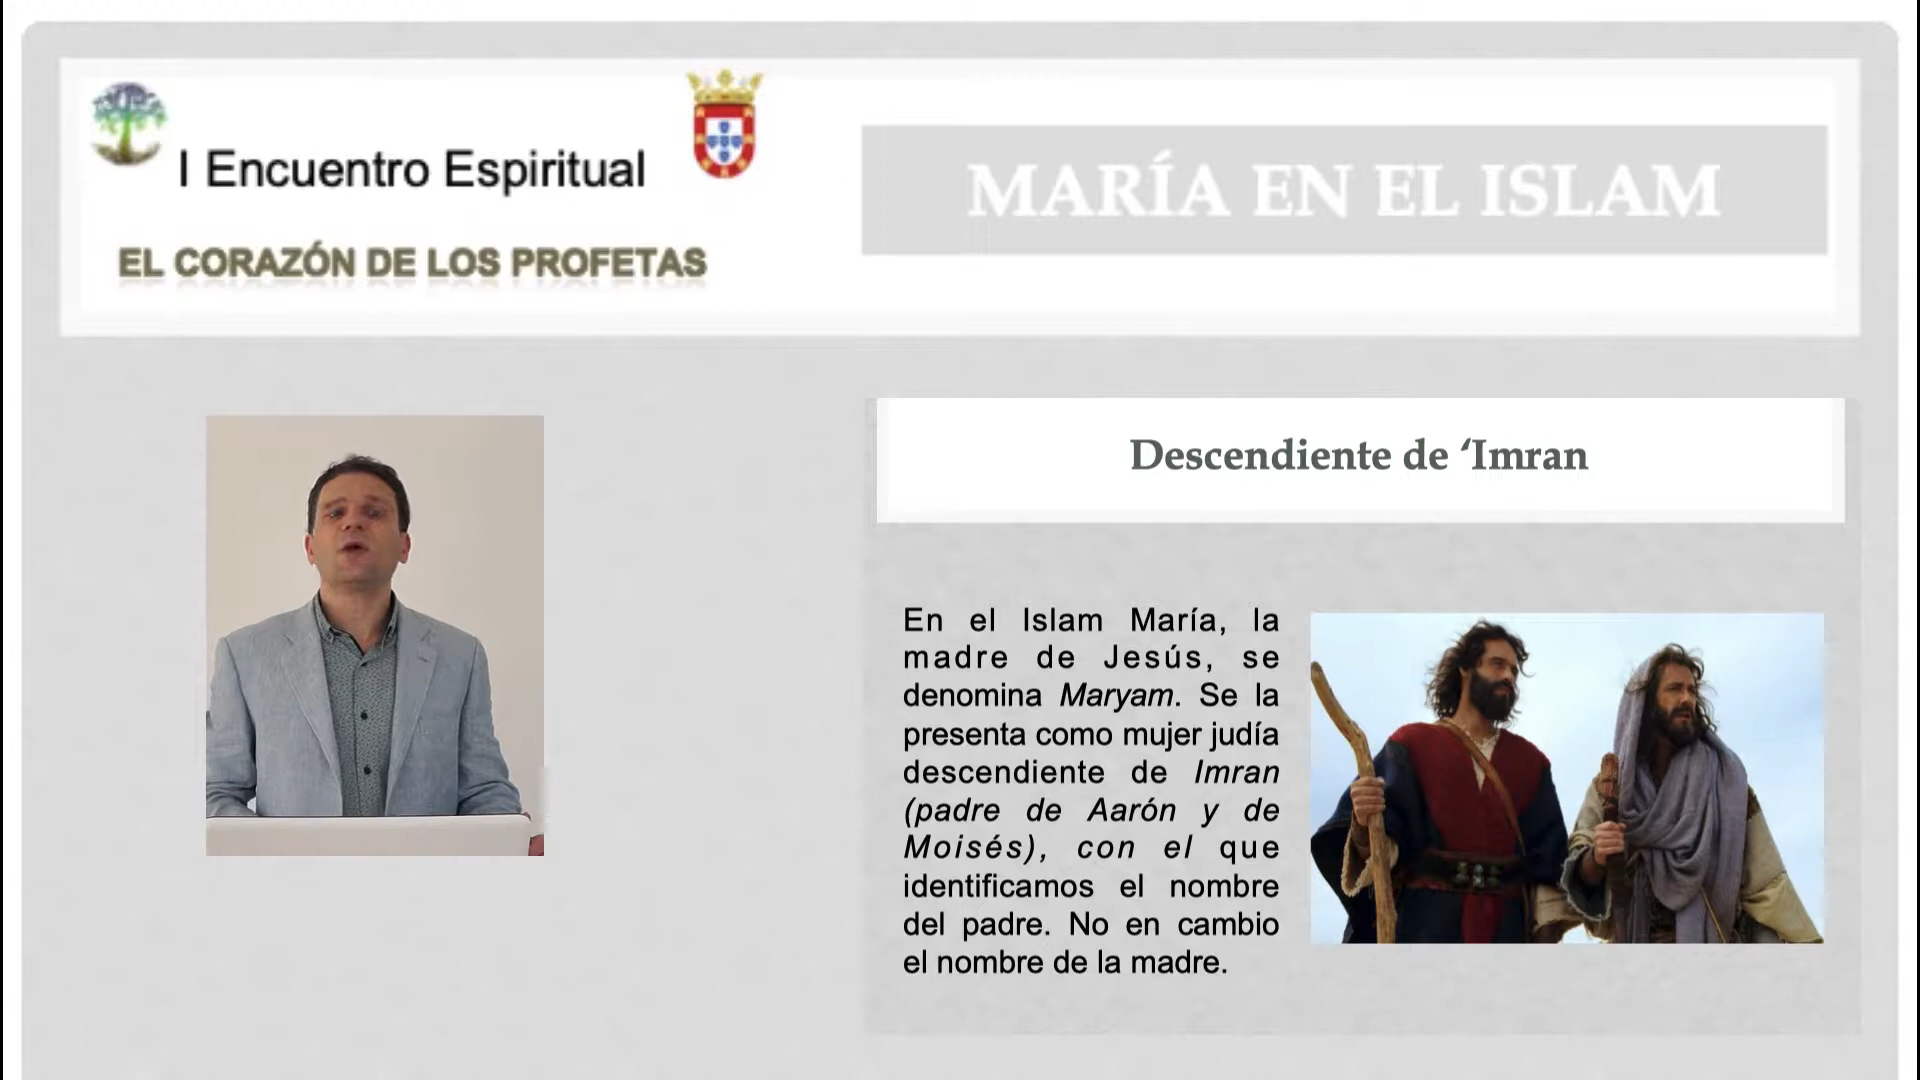 I Encuentro Espiritual
EL CORAZÓN DE LOS PROFETAS
MARÍA EN EL ISLAM
Descendiente de ‘Imran
En el Islam María, la
madre de Jesús, se
denomina Maryam. Se la
presenta como mujer judía
descendiente de Imran
(padre de Aarón y de
Moisés), con el que
identificamos el nombre
del padre. No en cambio
el nombre de la madre.